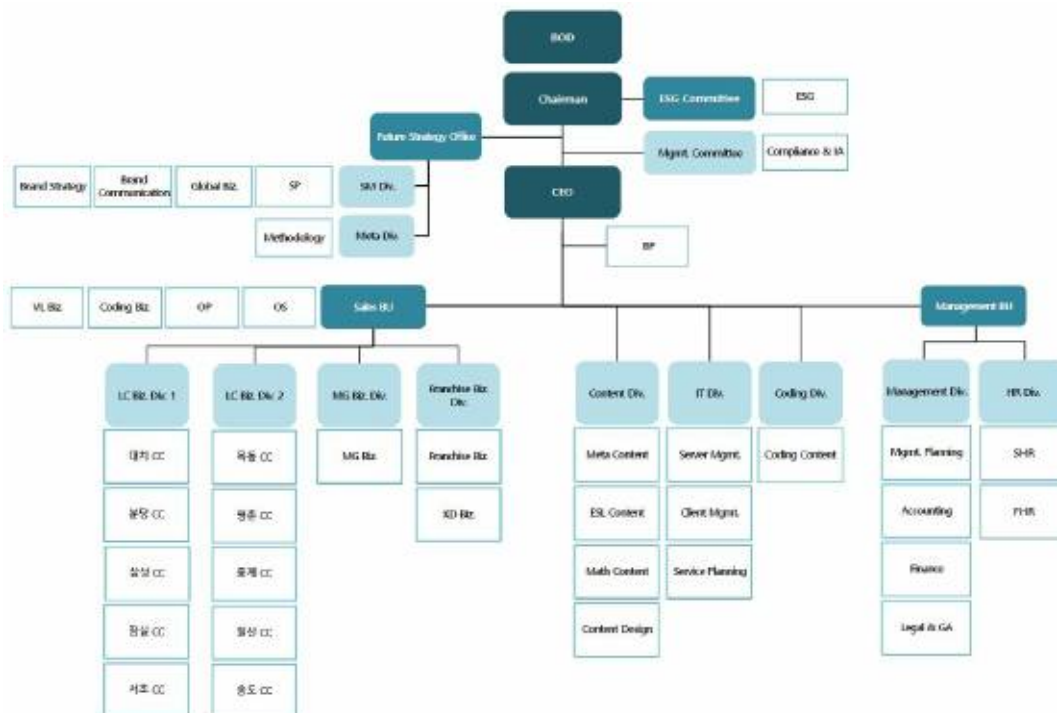 BOD
Chairman
ESG Committee
ESG
Future Strategy Office
Mgmt. Committee
Compliance & IA
Brand Strategy
Brand
Communication
Global Biz.
SP
SM Div.
CEO
Methodology
Meta Div.
BP
VL Biz.
Coding Biz.
OP
OS
Sales BU
Management BU
LC Biz. Div. 1
LC Biz. Div. 2
MG Biz. Div.
Franchise Biz.
Div.
Content Div.
IT Div.
Coding Div.
Management Div.
HR Div.
대치 CC
목동 CC
MG Biz.
Franchise Biz.
Meta Content
Server Mgmt.
Coding Content
Mgmt. Planning
SHR
분당 CC
평촌 CC
KD Biz.
ESL Content
Client Mgmt.
Accounting
PHR
삼성 CC
중계 CC
Math Content
Service Planning
Finance
잠실 CC
일산 CC
Content Design
Legal & GA
서초 CC
송도 CC